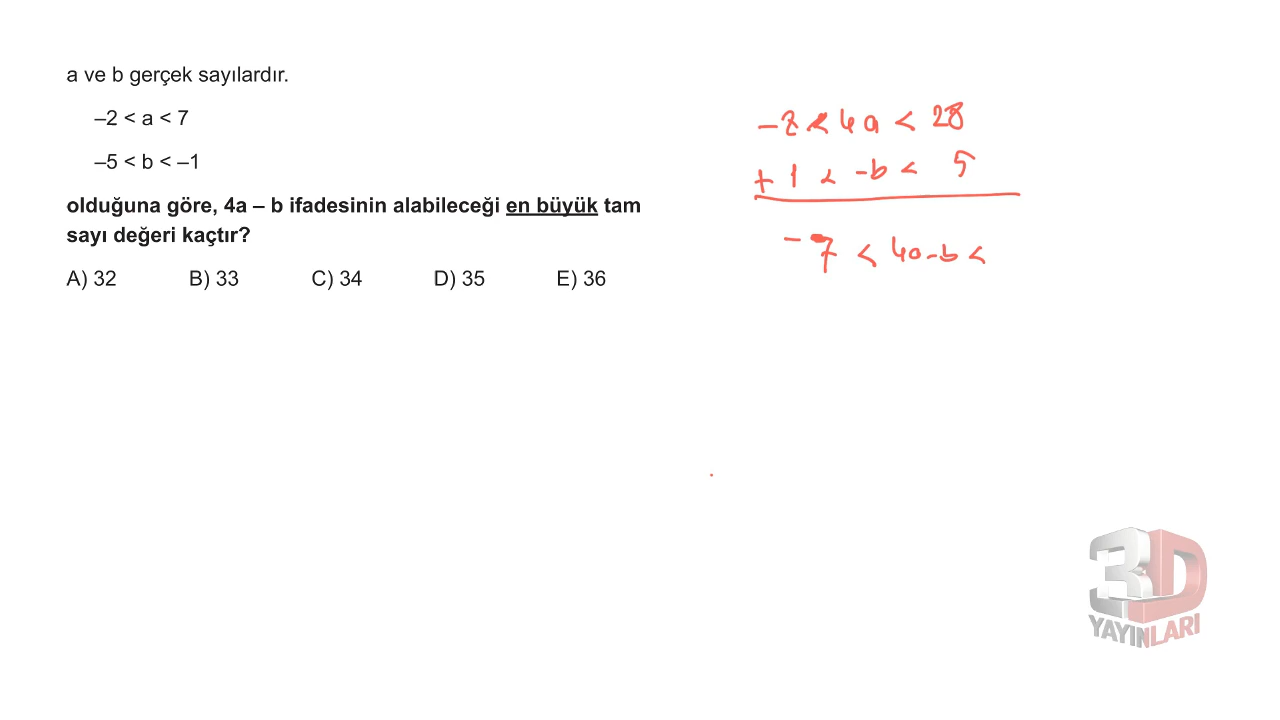 a ve b gerçek sayılardır.
–2 < a < 7
–5 < b < –1
olduğuna göre, 4a – b ifadesinin alabileceği en büyük tam
sayı değeri kaçtır?
A) 32 B) 33 C) 34 D) 35 E) 36
-8 < 4a < 28
+ 1 < -b < 5
-7 < 4a-b <
3D
YAYINLARI